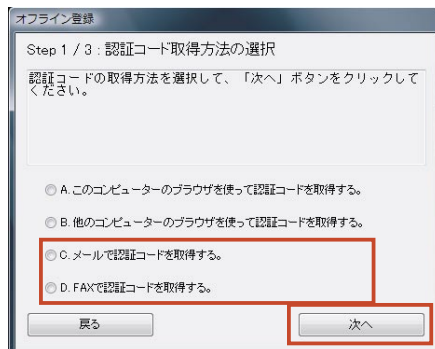 オフライン登録
Step 1 / 3 : 認証コード取得方法の選択
認証コードの取得方法を選択して、「次へ」ボタンをクリックして
ください。
A. このコンピューターのブラウザを使って認証コードを取得する。
B. 他のコンピューターのブラウザを使って認証コードを取得する。
C. メールで認証コードを取得する。
D. FAXで認証コードを取得する。
戻る
次へ